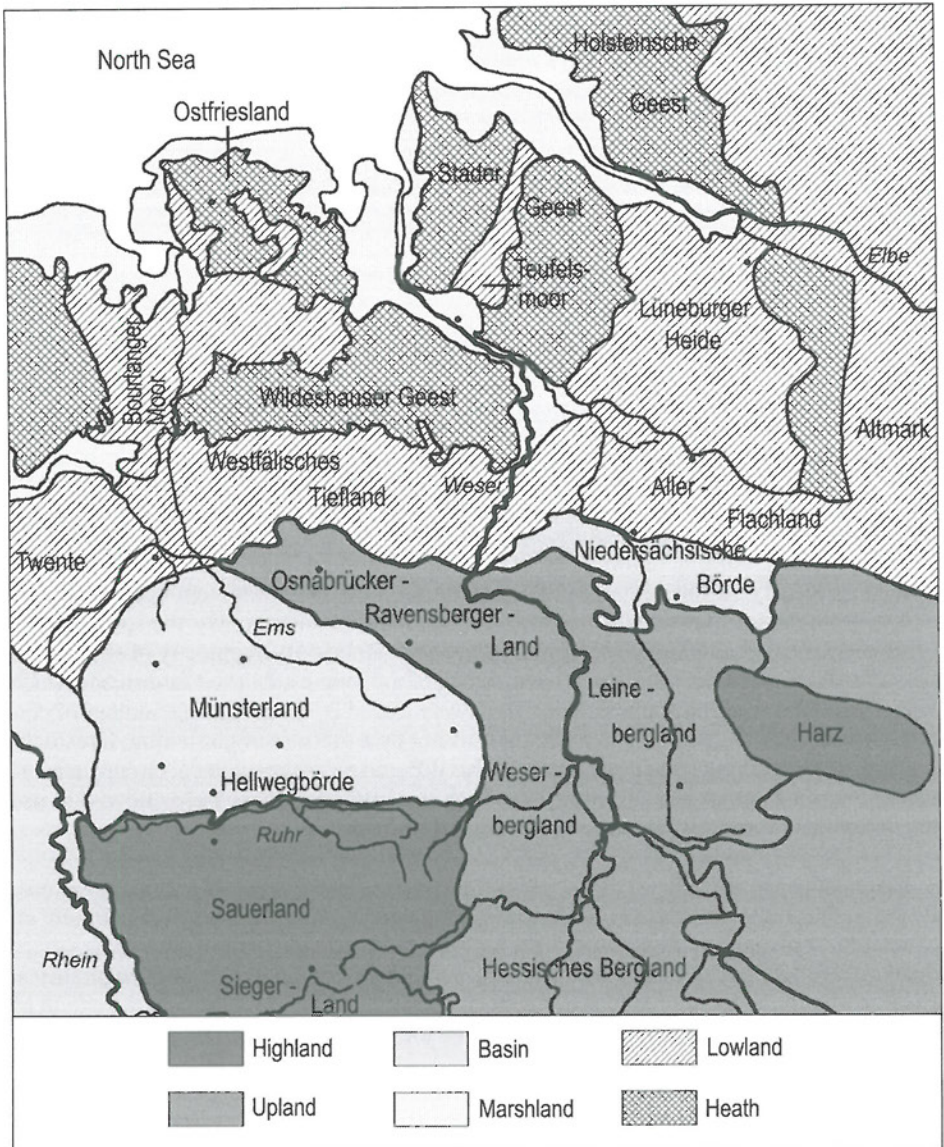 North Sea
Holsteinsche
Geest
Ostfriesland
Stader
Geest
Teufels-
moor
Elbe
Lüneburger
Heide
Bourtanger
Moor
Wildeshauser Geest
Altmark
Westfälisches
Tiefland
Weser
Aller -
Flachland
Twente
Niedersächsische
Börde
Osnabrücker -
Ravensberger -
Land
Ems
Münsterland
Leine -
bergland
Harz
Hellwegbörde
Weser -
bergland
Ruhr
Sauerland
Rhein
Sieger -
Land
Hessisches Bergland
Highland
Basin
Lowland
Upland
Marshland
Heath